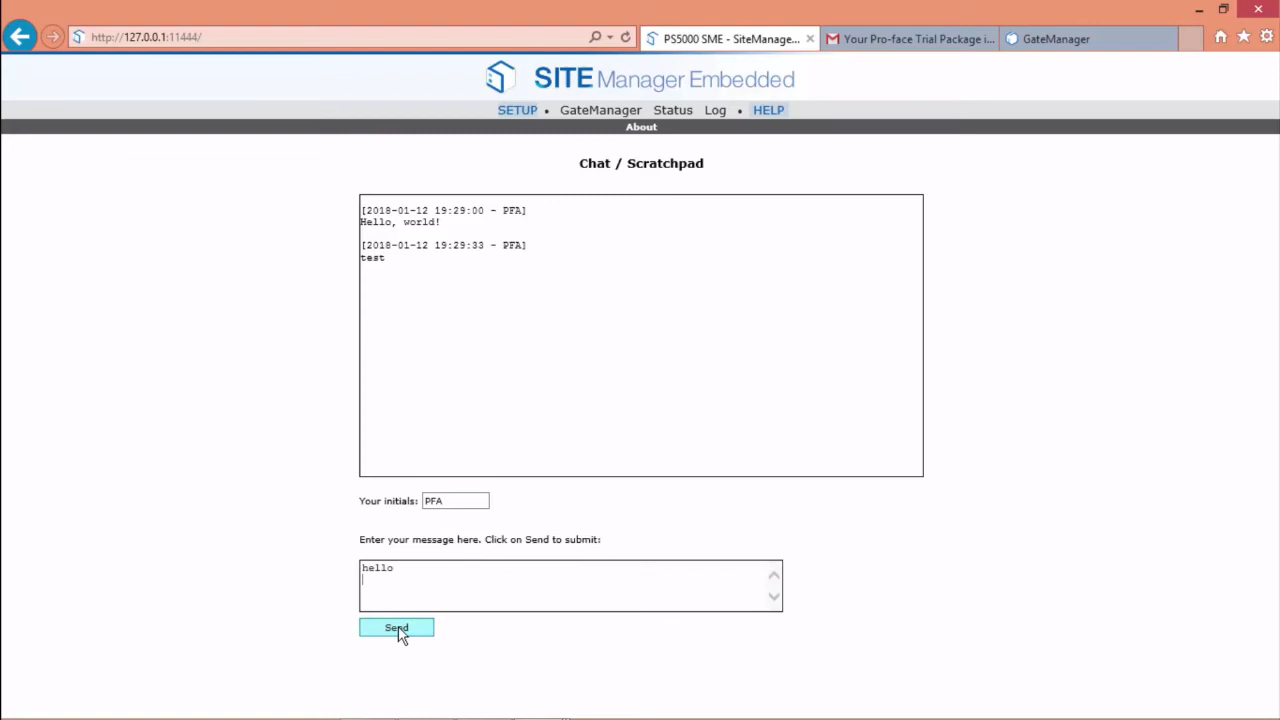 http://127.0.0.1:11444/
PS5000 SME - SiteManage...
Your Pro-face Trial Package i...
GateManager
SITE Manager Embedded
SETUP • GateManager Status Log • HELP
About
Chat / Scratchpad
[2018-01-12 19:29:00 - PFA]
Hello, world!
[2018-01-12 19:29:33 - PFA]
test
Your initials: PFA
Enter your message here. Click on Send to submit:
hello
Send